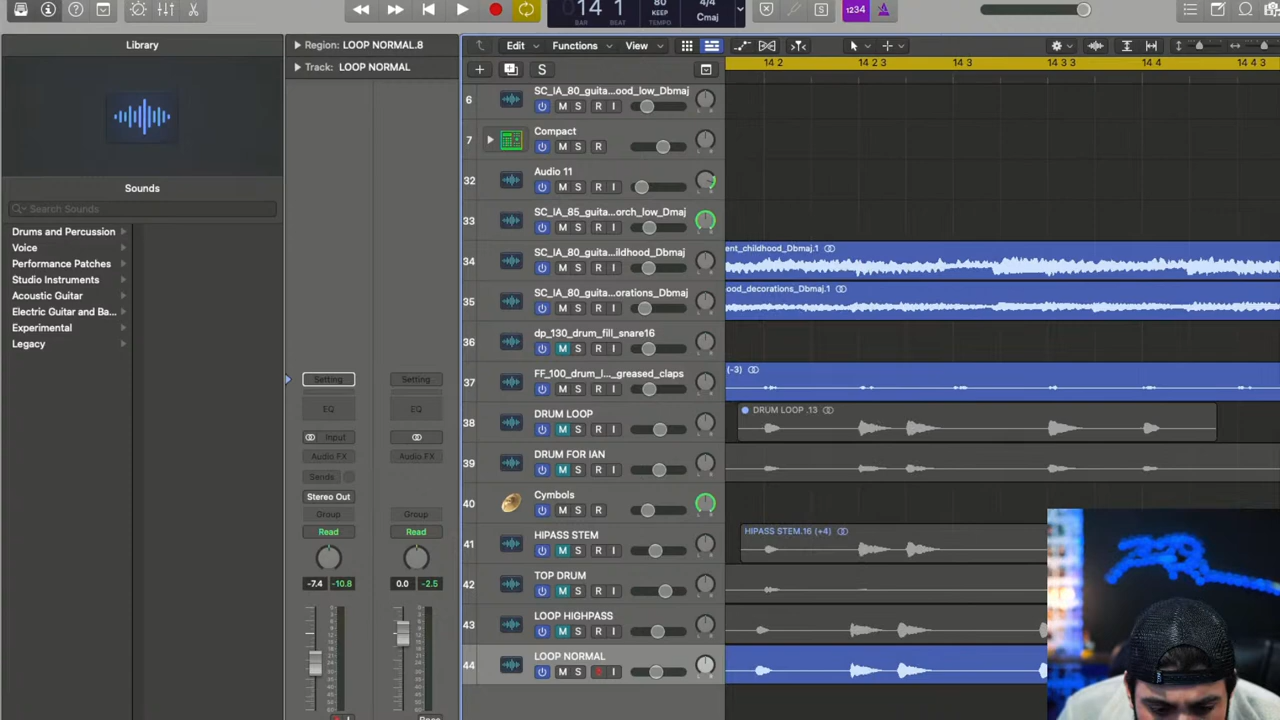 14 1
BAR BEAT
80
KEEP
TEMPO
4/4
Cmaj
1234
Library
Sounds
Search Sounds
Drums and Percussion
Voice
Performance Patches
Studio Instruments
Acoustic Guitar
Electric Guitar and Ba...
Experimental
Legacy
Region: LOOP NORMAL.8
Track: LOOP NORMAL
Setting Setting
EQ EQ
Input
Audio FX Audio FX
Sends
Stereo Out
Group Group
Read Read
-7.4 -10.8 0.0 -2.5
Edit Functions View
S
14 2 14 2 3 14 3 14 3 3 14 4 14 4 3
6 SC_IA_80_guita...ood_low_Dbmaj
M S R I
7 Compact
M S R
32 Audio 11
M S R I
33 SC_IA_85_guita...orch_low_Dmaj
M S R I
34 SC_IA_80_guita...ildhood_Dbmaj
M S R I
ent_childhood_Dbmaj.1
35 SC_IA_80_guita...orations_Dbmaj
M S R I
ood_decorations_Dbmaj.1
36 dp_130_drum_fill_snare16
M S R I
37 FF_100_drum_l..._greased_claps
M S R I
(-3)
38 DRUM LOOP
M S R I
DRUM LOOP .13
39 DRUM FOR IAN
M S R I
40 Cymbols
M S R
41 HIPASS STEM
M S R I
HIPASS STEM.16 (+4)
42 TOP DRUM
M S R I
43 LOOP HIGHPASS
M S R I
44 LOOP NORMAL
M S R I